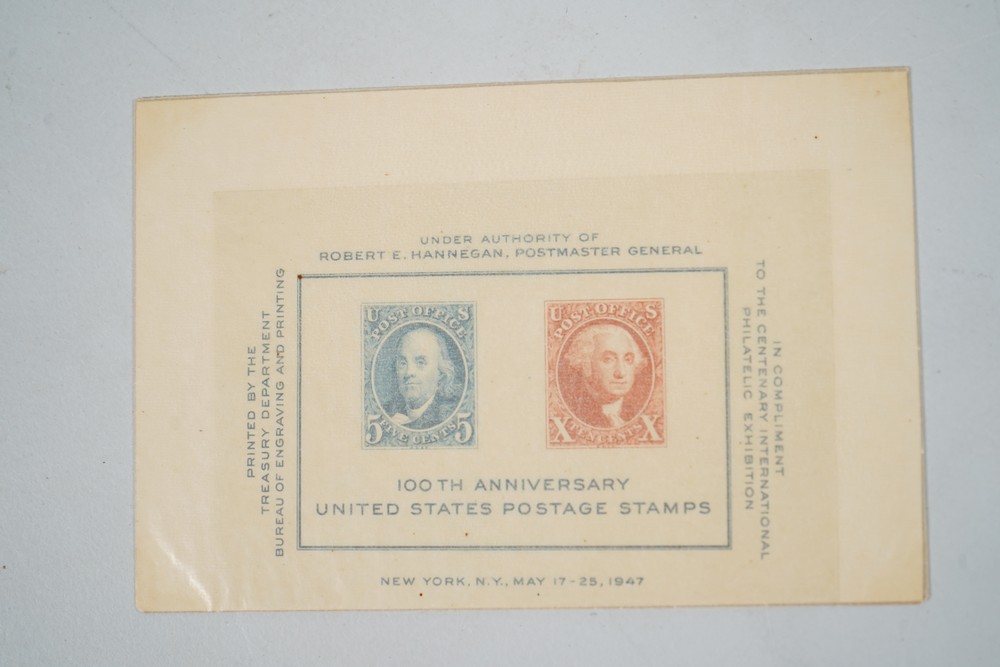 UNDER AUTHORITY OF
ROBERT E. HANNEGAN, POSTMASTER GENERAL
PRINTED BY THE
TREASURY DEPARTMENT
BUREAU OF ENGRAVING AND PRINTING
U S
POST OFFICE
5 FIVE CENTS 5
U S
POST OFFICE
X TEN CENTS X
100TH ANNIVERSARY
UNITED STATES POSTAGE STAMPS
IN COMPLIMENT
TO THE CENTENARY INTERNATIONAL
PHILATELIC EXHIBITION
NEW YORK, N.Y., MAY 17-25, 1947